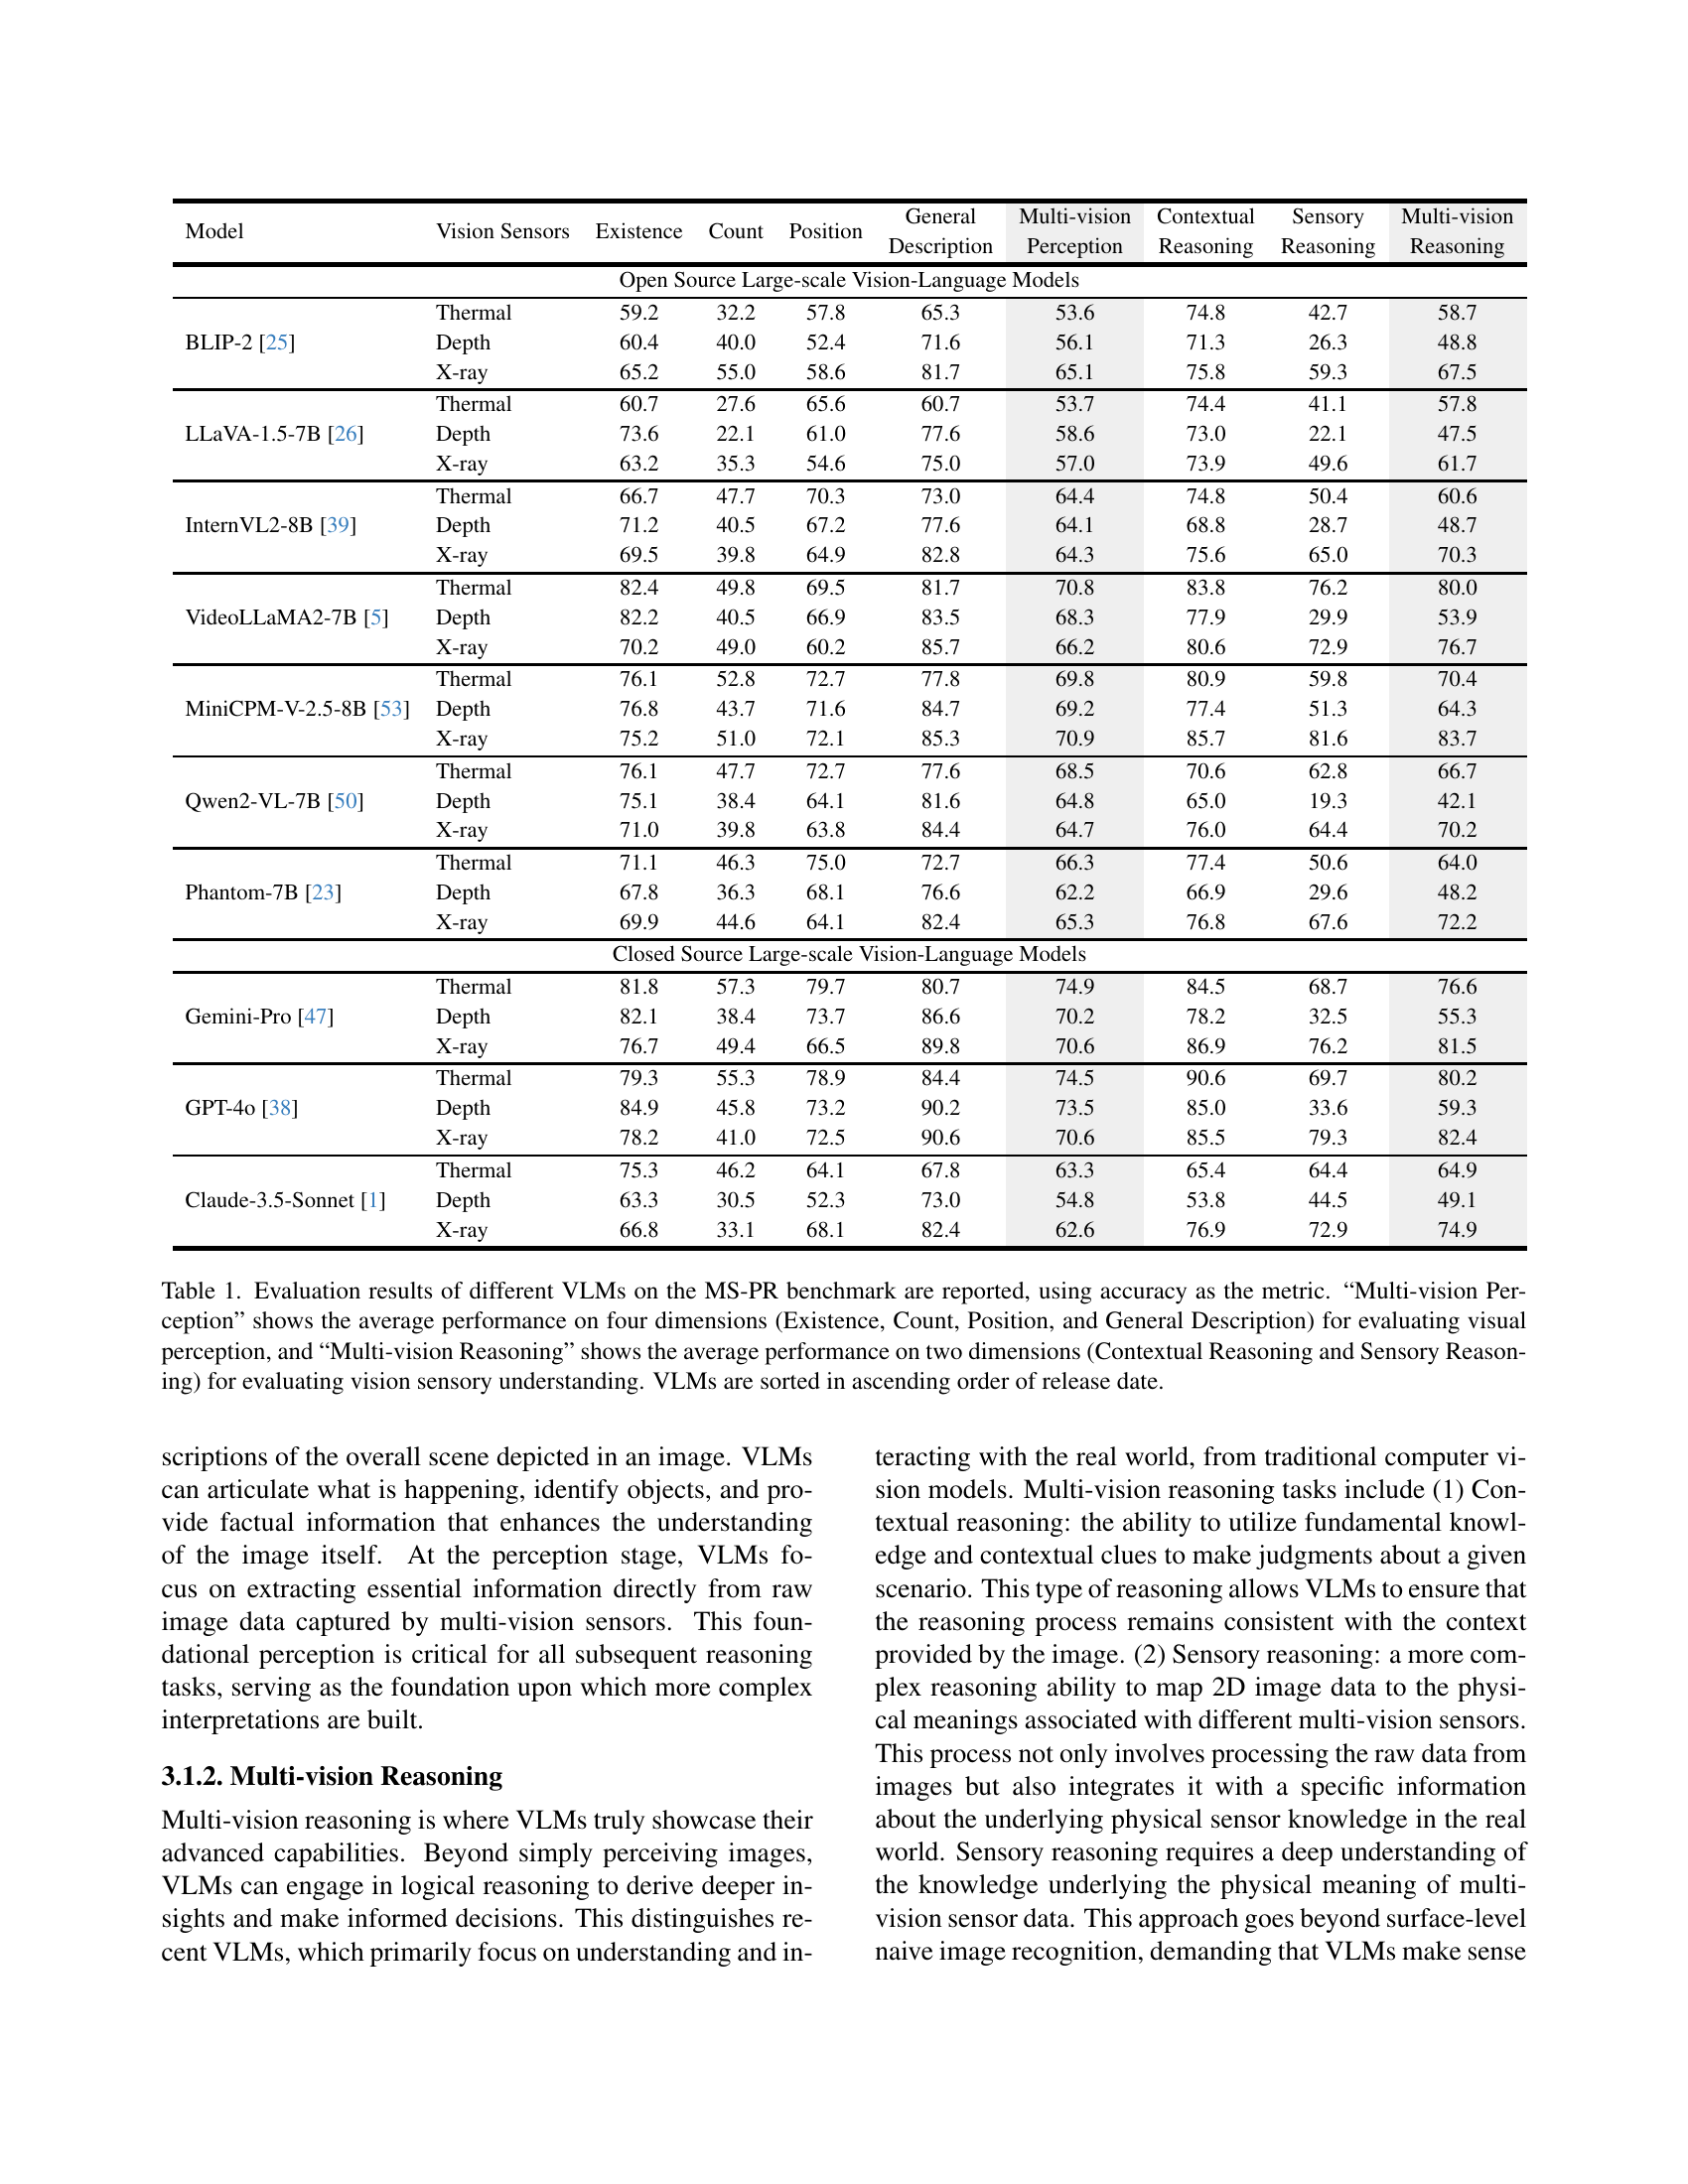 Model Vision Sensors Existence Count Position General Description Multi-vision Perception Contextual Reasoning Sensory Reasoning Multi-vision Reasoning
Open Source Large-scale Vision-Language Models
BLIP-2 [25] Thermal 59.2 32.2 57.8 65.3 53.6 74.8 42.7 58.7
Depth 60.4 40.0 52.4 71.6 56.1 71.3 26.3 48.8
X-ray 65.2 55.0 58.6 81.7 65.1 75.8 59.3 67.5
LLaVA-1.5-7B [26] Thermal 60.7 27.6 65.6 60.7 53.7 74.4 41.1 57.8
Depth 73.6 22.1 61.0 77.6 58.6 73.0 22.1 47.5
X-ray 63.2 35.3 54.6 75.0 57.0 73.9 49.6 61.7
InternVL2-8B [39] Thermal 66.7 47.7 70.3 73.0 64.4 74.8 50.4 60.6
Depth 71.2 40.5 67.2 77.6 64.1 68.8 28.7 48.7
X-ray 69.5 39.8 64.9 82.8 64.3 75.6 65.0 70.3
VideoLLaMA2-7B [5] Thermal 82.4 49.8 69.5 81.7 70.8 83.8 76.2 80.0
Depth 82.2 40.5 66.9 83.5 68.3 77.9 29.9 53.9
X-ray 70.2 49.0 60.2 85.7 66.2 80.6 72.9 76.7
MiniCPM-V-2.5-8B [53] Thermal 76.1 52.8 72.7 77.8 69.8 80.9 59.8 70.4
Depth 76.8 43.7 71.6 84.7 69.2 77.4 51.3 64.3
X-ray 75.2 51.0 72.1 85.3 70.9 85.7 81.6 83.7
Qwen2-VL-7B [50] Thermal 76.1 47.7 72.7 77.6 68.5 70.6 62.8 66.7
Depth 75.1 38.4 64.1 81.6 64.8 65.0 19.3 42.1
X-ray 71.0 39.8 63.8 84.4 64.7 76.0 64.4 70.2
Phantom-7B [23] Thermal 71.1 46.3 75.0 72.7 66.3 77.4 50.6 64.0
Depth 67.8 36.3 68.1 76.6 62.2 66.9 29.6 48.2
X-ray 69.9 44.6 64.1 82.4 65.3 76.8 67.6 72.2
Closed Source Large-scale Vision-Language Models
Gemini-Pro [47] Thermal 81.8 57.3 79.7 80.7 74.9 84.5 68.7 76.6
Depth 82.1 38.4 73.7 86.6 70.2 78.2 32.5 55.3
X-ray 76.7 49.4 66.5 89.8 70.6 86.9 76.2 81.5
GPT-4o [38] Thermal 79.3 55.3 78.9 84.4 74.5 90.6 69.7 80.2
Depth 84.9 45.8 73.2 90.2 73.5 85.0 33.6 59.3
X-ray 78.2 41.0 72.5 90.6 70.6 85.5 79.3 82.4
Claude-3.5-Sonnet [1] Thermal 75.3 46.2 64.1 67.8 63.3 65.4 64.4 64.9
Depth 63.3 30.5 52.3 73.0 54.8 53.8 44.5 49.1
X-ray 66.8 33.1 68.1 82.4 62.6 76.9 72.9 74.9
Table 1. Evaluation results of different VLMs on the MS-PR benchmark are reported, using accuracy as the metric. “Multi-vision Per-
ception” shows the average performance on four dimensions (Existence, Count, Position, and General Description) for evaluating visual
perception, and “Multi-vision Reasoning” shows the average performance on two dimensions (Contextual Reasoning and Sensory Reason-
ing) for evaluating vision sensory understanding. VLMs are sorted in ascending order of release date.
scriptions of the overall scene depicted in an image. VLMs
can articulate what is happening, identify objects, and pro-
vide factual information that enhances the understanding
of the image itself. At the perception stage, VLMs fo-
cus on extracting essential information directly from raw
image data captured by multi-vision sensors. This foun-
dational perception is critical for all subsequent reasoning
tasks, serving as the foundation upon which more complex
interpretations are built.
3.1.2. Multi-vision Reasoning
Multi-vision reasoning is where VLMs truly showcase their
advanced capabilities. Beyond simply perceiving images,
VLMs can engage in logical reasoning to derive deeper in-
sights and make informed decisions. This distinguishes re-
cent VLMs, which primarily focus on understanding and in-
teracting with the real world, from traditional computer vi-
sion models. Multi-vision reasoning tasks include (1) Con-
textual reasoning: the ability to utilize fundamental knowl-
edge and contextual clues to make judgments about a given
scenario. This type of reasoning allows VLMs to ensure that
the reasoning process remains consistent with the context
provided by the image. (2) Sensory reasoning: a more com-
plex reasoning ability to map 2D image data to the physi-
cal meanings associated with different multi-vision sensors.
This process not only involves processing the raw data from
images but also integrates it with a specific information
about the underlying physical sensor knowledge in the real
world. Sensory reasoning requires a deep understanding of
the knowledge underlying the physical meaning of multi-
vision sensor data. This approach goes beyond surface-level
naive image recognition, demanding that VLMs make sense